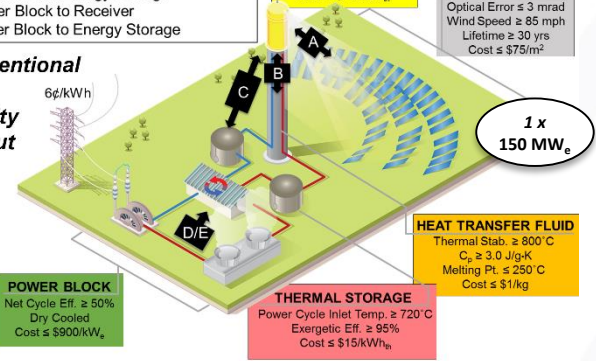 er Block to Receiver
er Block to Energy Storage
entional
6¢/kWh
ity
ut
Optical Error ≤ 3 mrad
Wind Speed ≥ 85 mph
Lifetime ≥ 30 yrs
Cost ≤ $75/m²
A
B
C
1 x
150 MWₑ
D/E
HEAT TRANSFER FLUID
Thermal Stab. ≥ 800°C
Cₚ ≥ 3.0 J/g-K
Melting Pt. ≤ 250°C
Cost ≤ $1/kg
POWER BLOCK
Net Cycle Eff. ≥ 50%
Dry Cooled
Cost ≤ $900/kWₑ
THERMAL STORAGE
Power Cycle Inlet Temp. ≥ 720°C
Exergetic Eff. ≥ 95%
Cost ≤ $15/kWhₜₕ